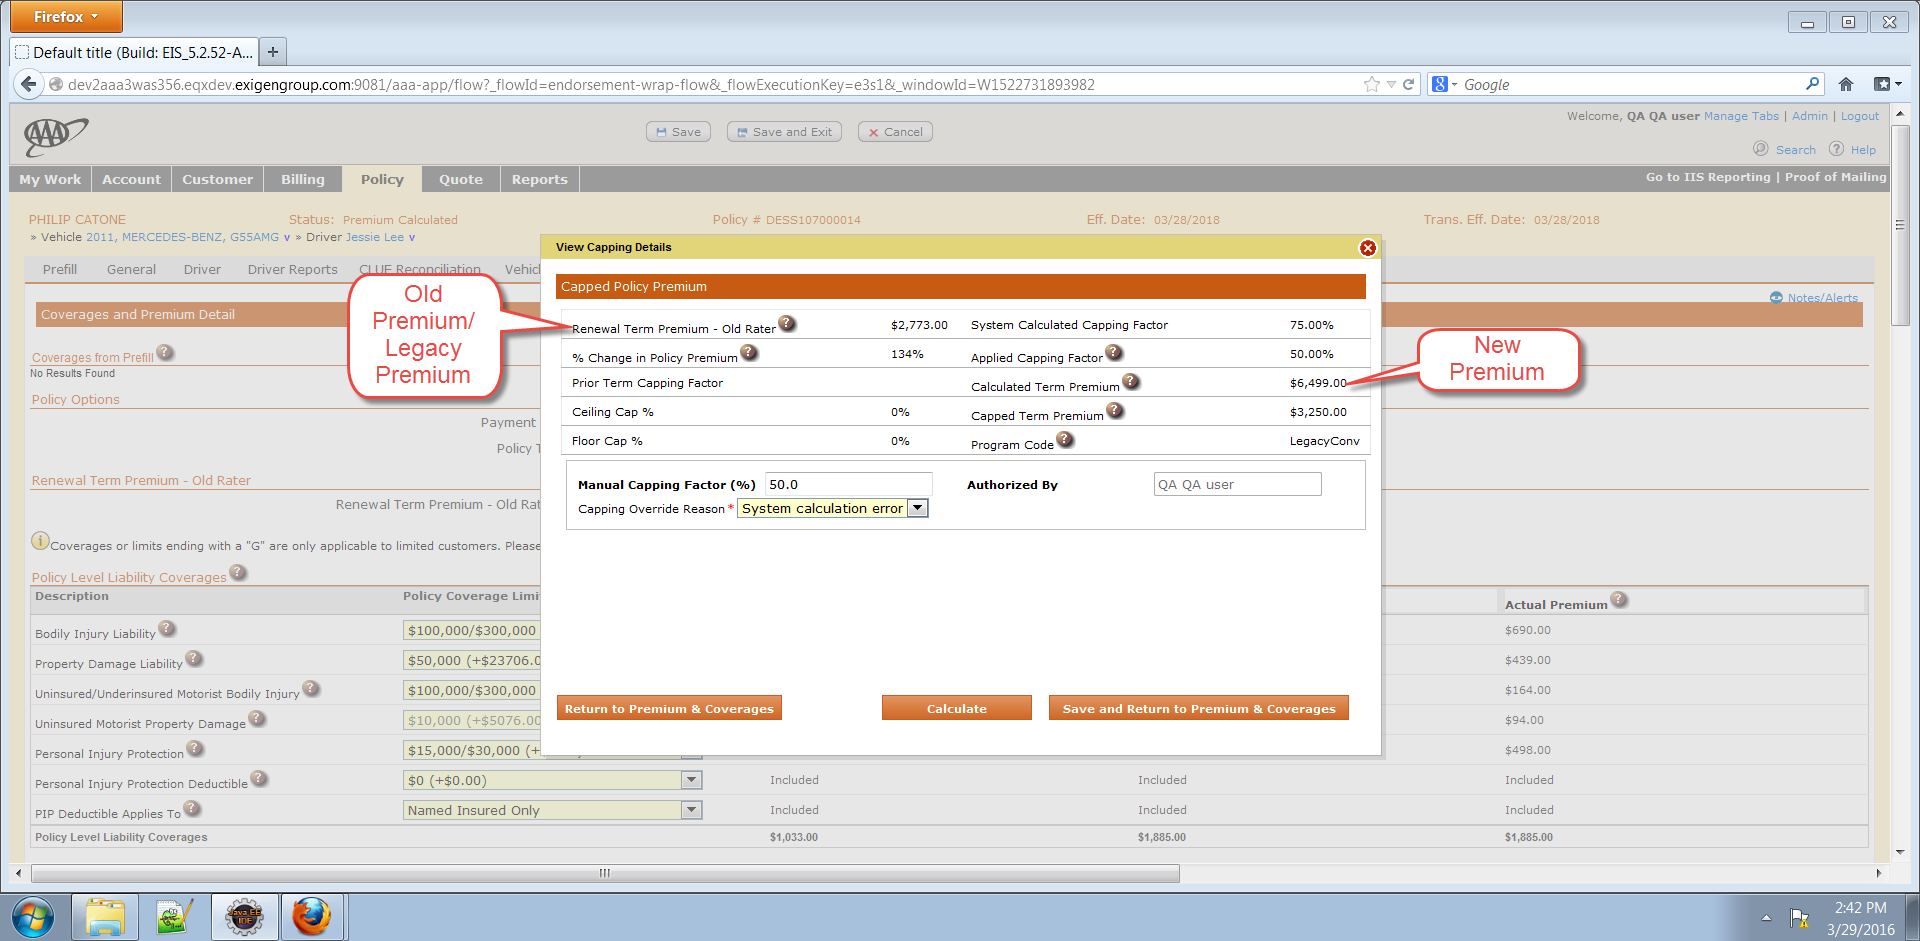 Firefox
Default title (Build: EIS_5.2.52-A...
dev2aaa3was356.eqxdev.exigengroup.com:9081/aaa-app/flow?_flowId=endorsement-wrap-flow&_flowExecutionKey=e3s1&_windowId=W1522731893982
Google
AAA
Save
Save and Exit
Cancel
Welcome, QA QA user Manage Tabs | Admin | Logout
Search
Help
My Work
Account
Customer
Billing
Policy
Quote
Reports
Go to IIS Reporting | Proof of Mailing
PHILIP CATONE
Status: Premium Calculated
Policy # DESS107000014
Eff. Date: 03/28/2018
Trans. Eff. Date: 03/28/2018
» Vehicle 2011, MERCEDES-BENZ, G55AMG v » Driver Jessie Lee v
Prefill
General
Driver
Driver Reports
CLUE Reconciliation
Vehicl
Notes/Alerts
Coverages and Premium Detail
Coverages from Prefill
No Results Found
Policy Options
Payment
Policy T
Renewal Term Premium - Old Rater
Renewal Term Premium - Old Rat
Coverages or limits ending with a "G" are only applicable to limited customers. Please
Policy Level Liability Coverages
Description
Policy Coverage Limi
Actual Premium
Bodily Injury Liability
$100,000/$300,000
$690.00
Property Damage Liability
$50,000 (+$23706.0
$439.00
Uninsured/Underinsured Motorist Bodily Injury
$100,000/$300,000
$164.00
Uninsured Motorist Property Damage
$10,000 (+$5076.00
$94.00
Personal Injury Protection
$15,000/$30,000 (+
$498.00
Personal Injury Protection Deductible
$0 (+$0.00)
Included
Included
Included
PIP Deductible Applies To
Named Insured Only
Included
Included
Included
Policy Level Liability Coverages
$1,033.00
$1,885.00
$1,885.00
View Capping Details
Capped Policy Premium
Renewal Term Premium - Old Rater
$2,773.00
System Calculated Capping Factor
75.00%
% Change in Policy Premium
134%
Applied Capping Factor
50.00%
Prior Term Capping Factor
Calculated Term Premium
$6,499.00
Ceiling Cap %
0%
Capped Term Premium
$3,250.00
Floor Cap %
0%
Program Code
LegacyConv
Manual Capping Factor (%)
50.0
Authorized By
QA QA user
Capping Override Reason *
System calculation error
Return to Premium & Coverages
Calculate
Save and Return to Premium & Coverages
Old
Premium/
Legacy
Premium
New
Premium
Java EE
IDE
2:42 PM
3/29/2016